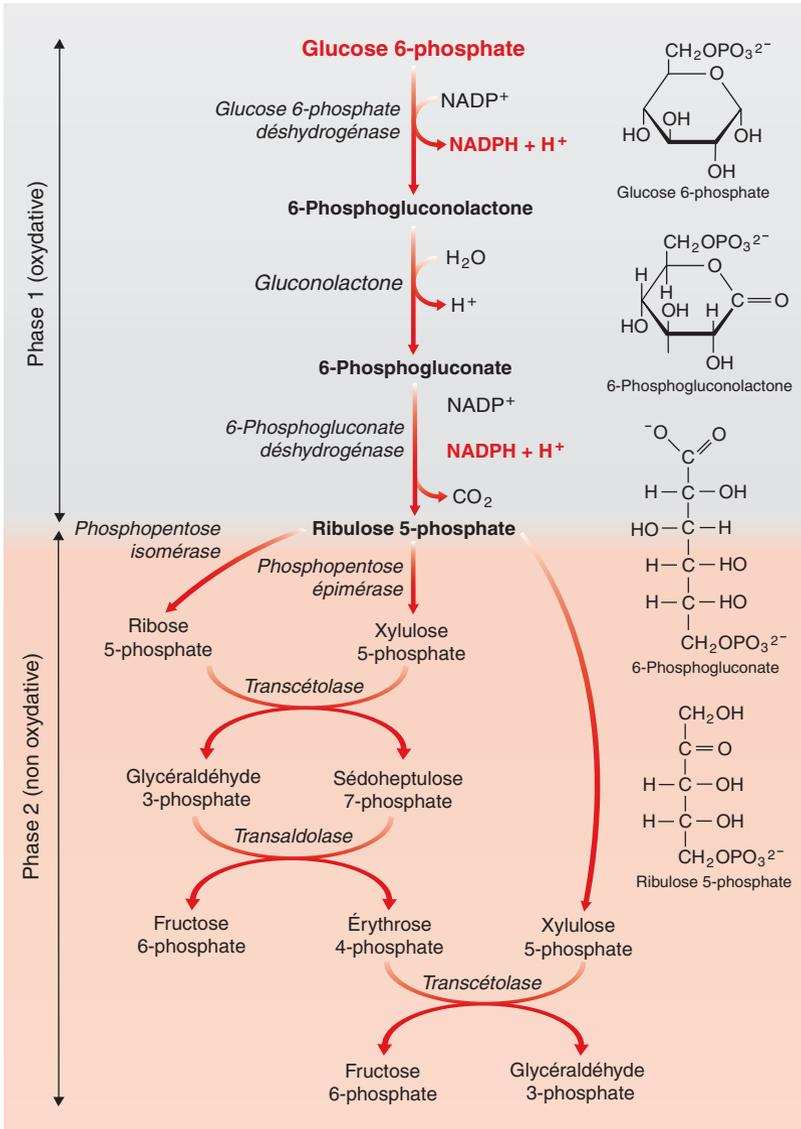 Phase 1 (oxydative)
Glucose 6-phosphate
Glucose 6-phosphate
déshydrogénase
NADP⁺
NADPH + H⁺
6-Phosphogluconolactone
Gluconolactone
H₂O
H⁺
6-Phosphogluconate
6-Phosphogluconate
déshydrogénase
NADP⁺
NADPH + H⁺
CO₂
Ribulose 5-phosphate
Phase 2 (non oxydative)
Phosphopentose
isomérase
Phosphopentose
épimérase
Ribose
5-phosphate
Xylulose
5-phosphate
Transcétolase
Glycéraldéhyde
3-phosphate
Sédoheptulose
7-phosphate
Transaldolase
Fructose
6-phosphate
Érythrose
4-phosphate
Xylulose
5-phosphate
Transcétolase
Fructose
6-phosphate
Glycéraldéhyde
3-phosphate
CH₂OPO₃²⁻
O
OH
HO OH
OH
Glucose 6-phosphate
CH₂OPO₃²⁻
H O
H C=O
OH H
HO
OH
6-Phosphogluconolactone
⁻O O
C
H–C–OH
HO–C–H
H–C–HO
H–C–HO
CH₂OPO₃²⁻
6-Phosphogluconate
CH₂OH
C=O
H–C–OH
H–C–OH
CH₂OPO₃²⁻
Ribulose 5-phosphate